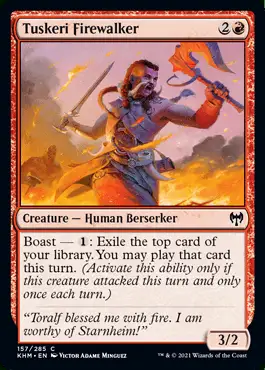 Tuskeri Firewalker 2
Creature — Human Berserker
Boast — 1: Exile the top card of
your library. You may play that card
this turn. (Activate this ability only if
this creature attacked this turn and only
once each turn.)
"Toralf blessed me with fire. I am
worthy of Starnheim!"
3/2
157/285 C
KHM • EN Victor Adame Minguez
™ & © 2021 Wizards of the Coast